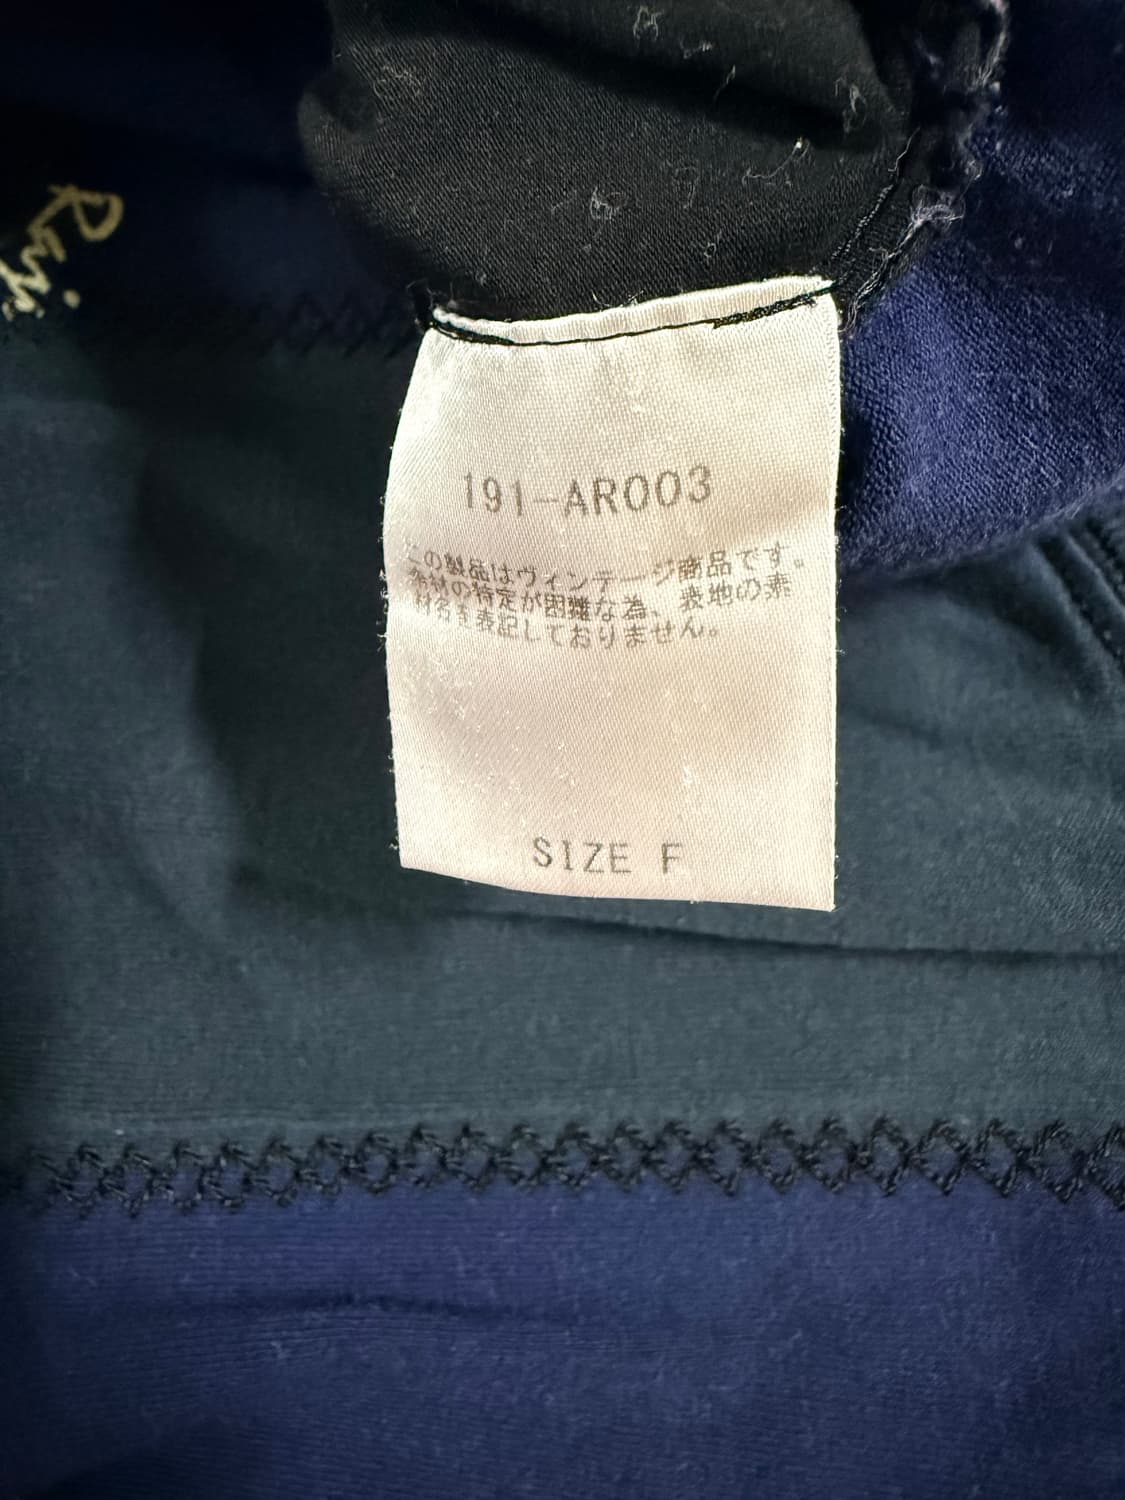 191-AR003
この製品はヴィンテージ商品です。
素材の特定が困難な為、表地の素
材名を表記しておりません。
SIZE F